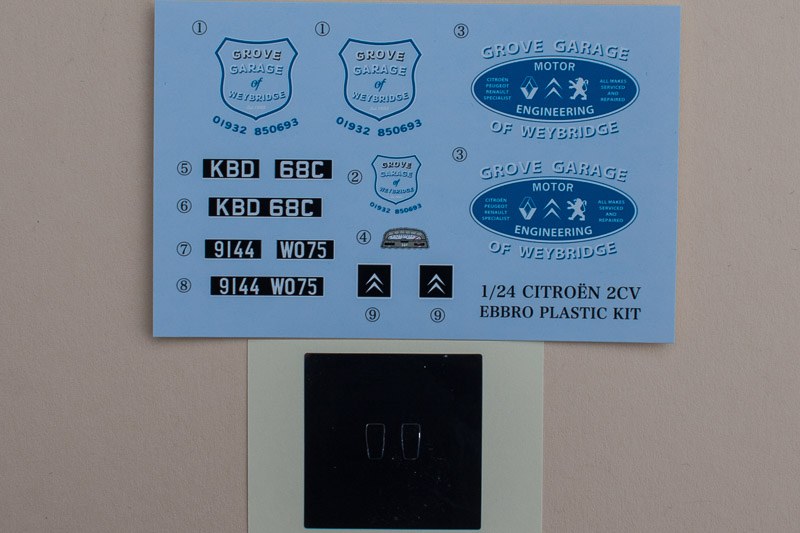 ①
GROVE
GARAGE
of
WEYBRIDGE
01932 850693
①
GROVE
GARAGE
of
WEYBRIDGE
01932 850693
③
GROVE GARAGE
MOTOR
CITROËN
PEUGEOT
RENAULT
SPECIALIST
ALL MAKES
SERVICED
AND
REPAIRED
ENGINEERING
OF WEYBRIDGE
⑤
KBD 68C
⑥
KBD 68C
⑦
9144 WO75
⑧
9144 WO75
②
GROVE
GARAGE
of
WEYBRIDGE
01932 850693
④
⑨
⑨
③
GROVE GARAGE
MOTOR
CITROËN
PEUGEOT
RENAULT
SPECIALIST
ALL MAKES
SERVICED
AND
REPAIRED
ENGINEERING
OF WEYBRIDGE
1/24 CITROËN 2CV
EBBRO PLASTIC KIT